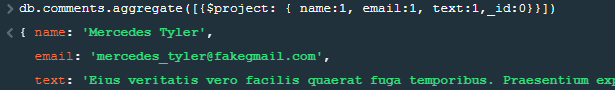 > db.comments.aggregate([{$project: { name:1, email:1, text:1,_id:0}}])
< { name: 'Mercedes Tyler',
email: 'mercedes_tyler@fakegmail.com',
text: 'Eius veritatis vero facilis quaerat fuga temporibus. Praesentium exp